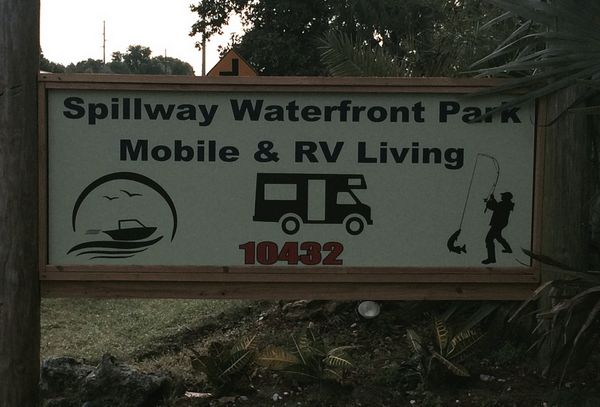 Spillway Waterfront Park
Mobile & RV Living
10432